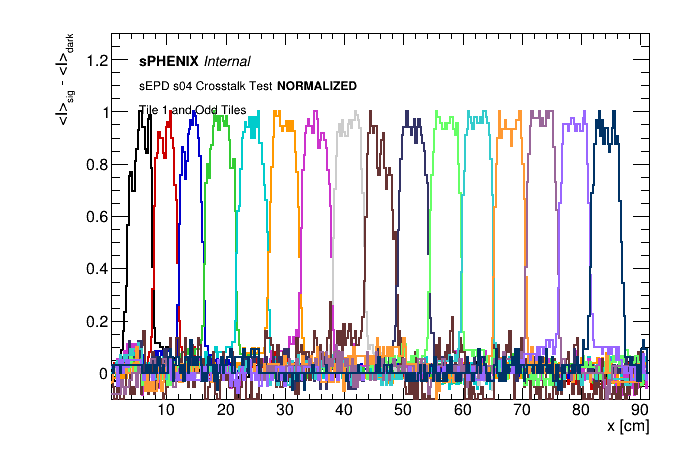 <I>sig - <I>dark
sPHENIX Internal
sEPD s04 Crosstalk Test NORMALIZED
Tile 1 and Odd Tiles
1.2
1
0.8
0.6
0.4
0.2
0
10 20 30 40 50 60 70 80 90
x [cm]